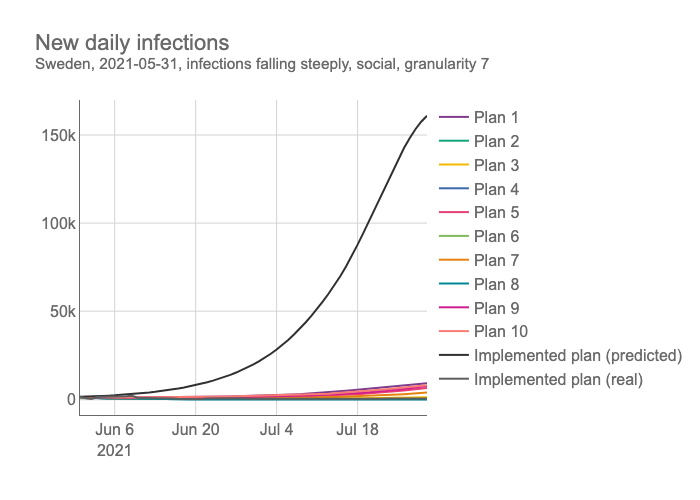 New daily infections
Sweden, 2021-05-31, infections falling steeply, social, granularity 7
150k
100k
50k
0
Jun 6
2021
Jun 20
Jul 4
Jul 18
Plan 1
Plan 2
Plan 3
Plan 4
Plan 5
Plan 6
Plan 7
Plan 8
Plan 9
Plan 10
Implemented plan (predicted)
Implemented plan (real)